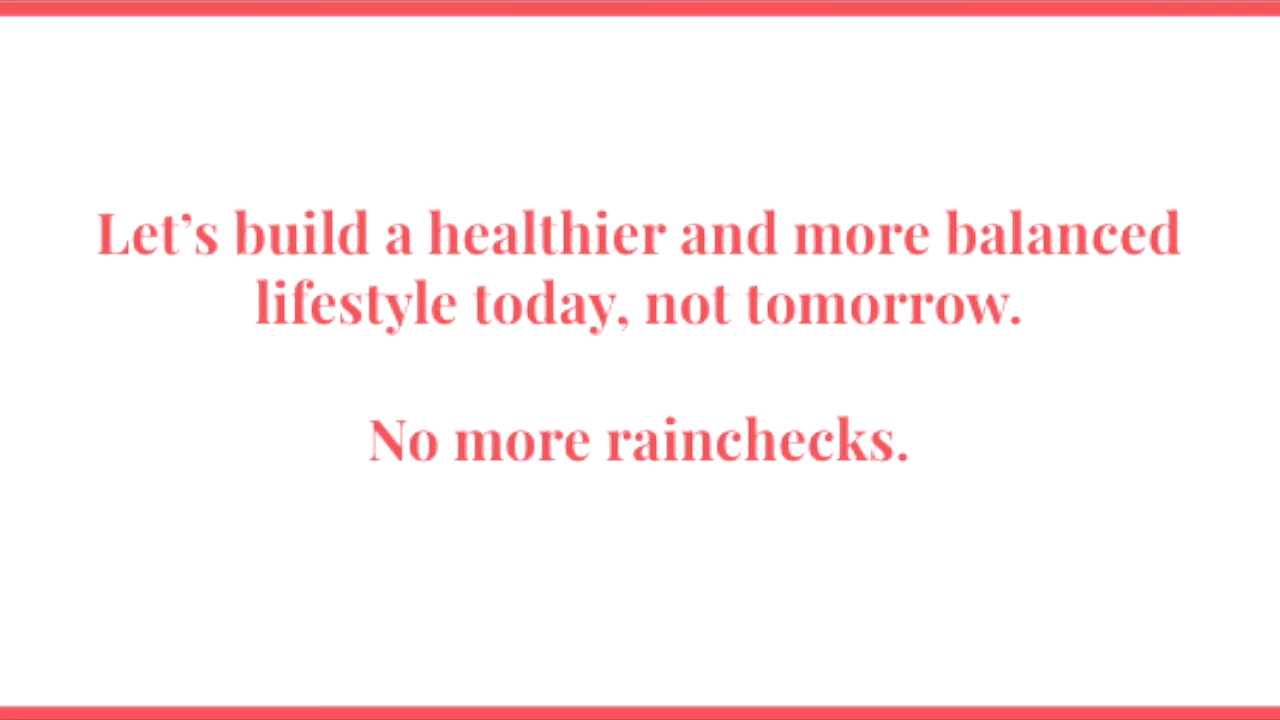 Let’s build a healthier and more balanced
lifestyle today, not tomorrow.
No more rainchecks.